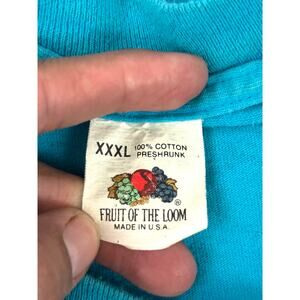 XXXL 100% COTTON
PRESHRUNK
®
FRUIT OF THE LOOM
MADE IN U.S.A.